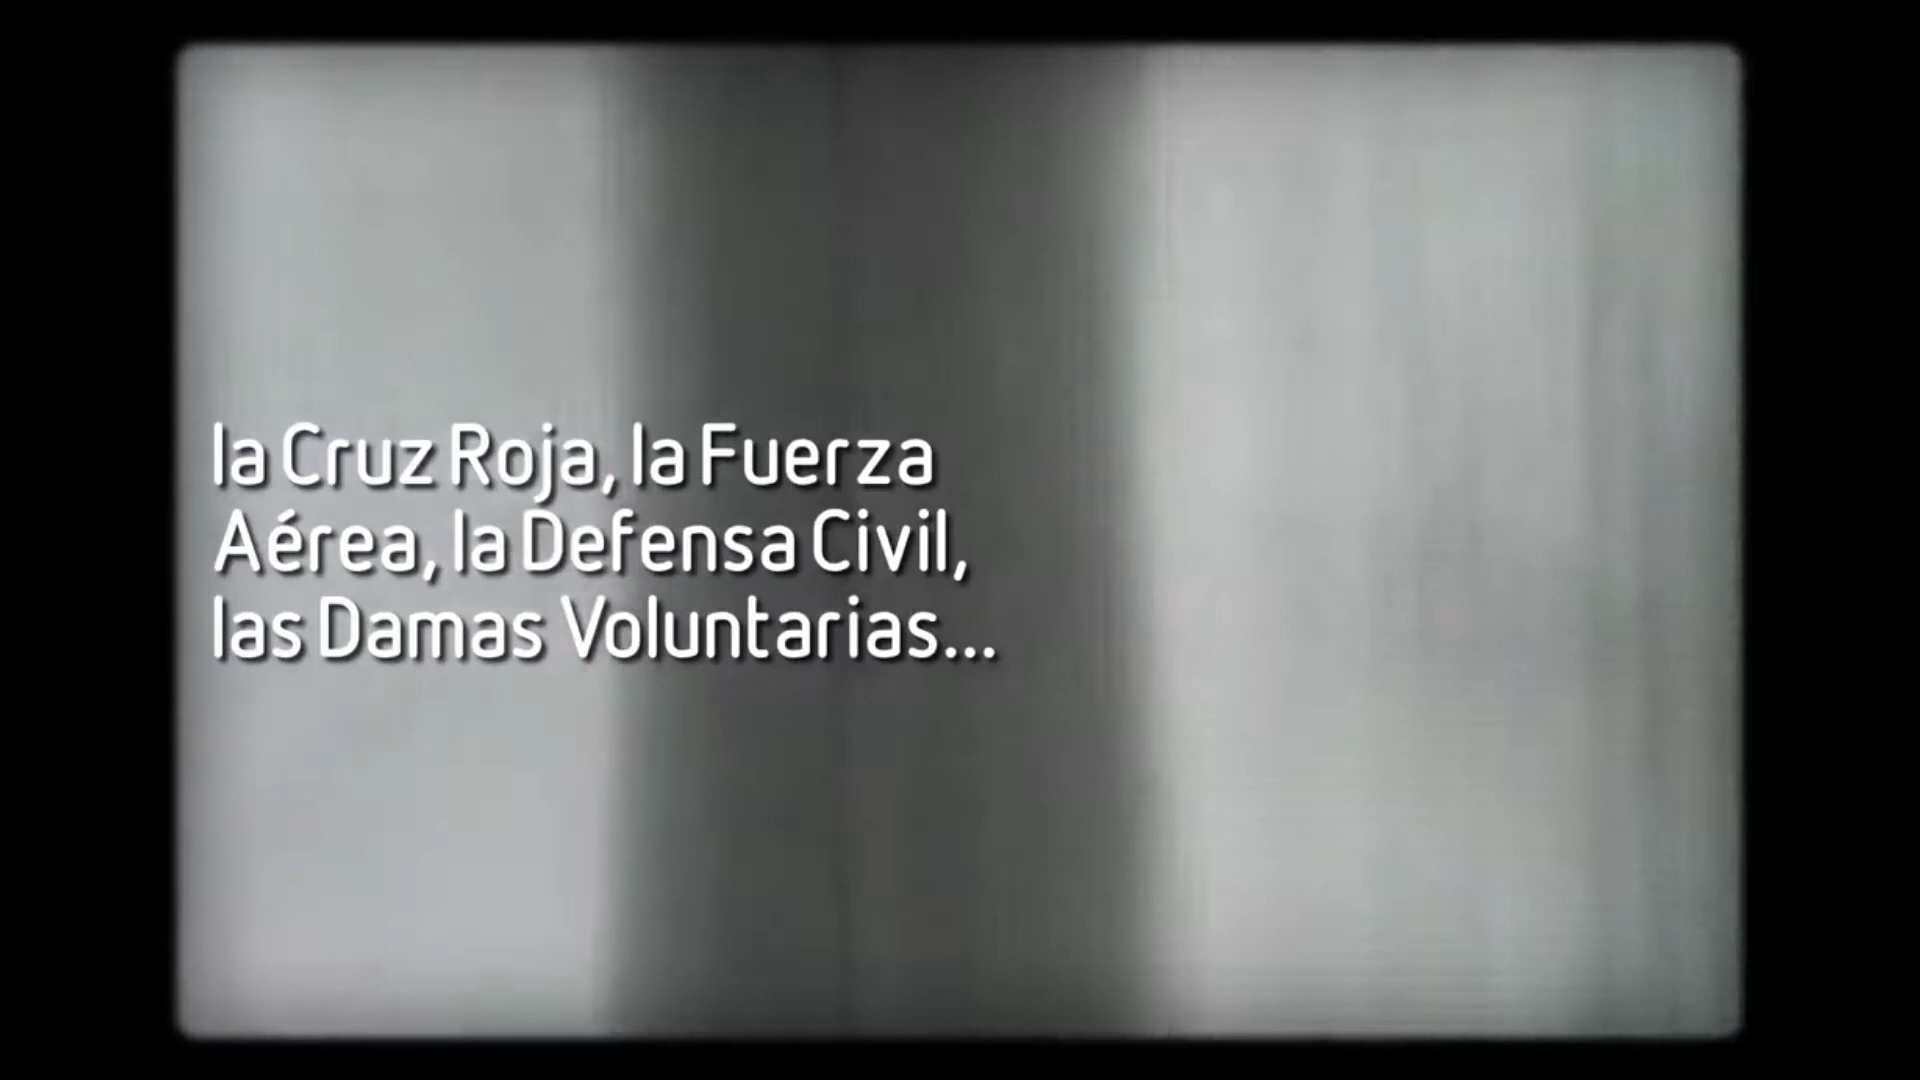 la Cruz Roja, la Fuerza
Aérea, la Defensa Civil,
las Damas Voluntarias...